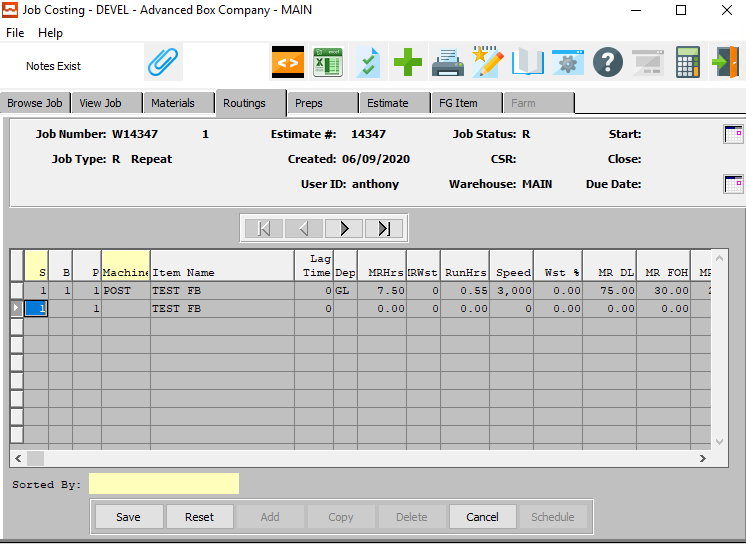 Job Costing - DEVEL - Advanced Box Company - MAIN
File Help
Notes Exist <> excel X ?
Browse Job View Job Materials Routings Preps Estimate FG Item Farm
Job Number: W14347 1 Estimate #: 14347 Job Status: R Start:
Job Type: R Repeat Created: 06/09/2020 CSR: Close:
User ID: anthony Warehouse: MAIN Due Date:
Lag
S B P Machine Item Name Time Dep MRHrs RWst RunHrs Speed Wst % MR DL MR FOH MR
1 1 1 POST TEST FB 0 GL 7.50 0 0.55 3,000 0.00 75.00 30.00 2
1 1 TEST FB 0 0.00 0 0.00 0 0.00 0.00 0.00
Sorted By:
Save Reset Add Copy Delete Cancel Schedule